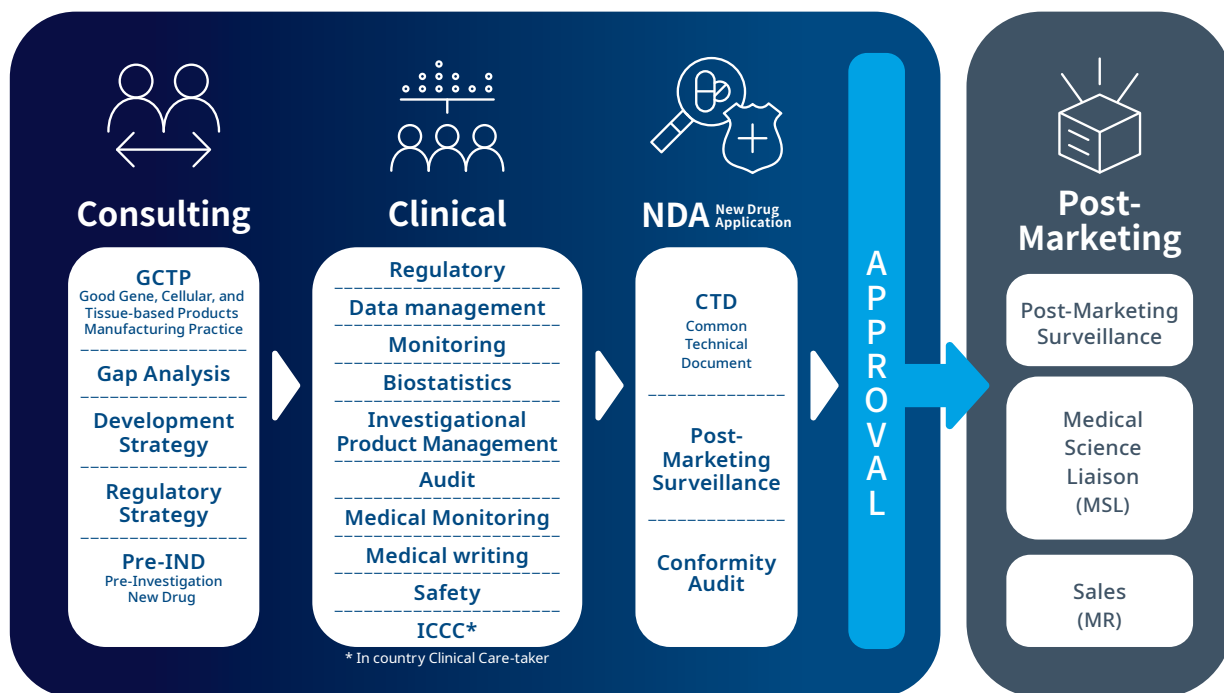 Consulting
GCTP
Good Gene, Cellular, and
Tissue-based Products
Manufacturing Practice
Gap Analysis
Development
Strategy
Regulatory
Strategy
Pre-IND
Pre-Investigation
New Drug
Clinical
Regulatory
Data management
Monitoring
Biostatistics
Investigational
Product Management
Audit
Medical Monitoring
Medical writing
Safety
ICCC*
* In country Clinical Care-taker
NDA New Drug
Application
CTD
Common
Technical
Document
Post-
Marketing
Surveillance
Conformity
Audit
APPROVAL
Post-
Marketing
Post-Marketing
Surveillance
Medical
Science
Liaison
(MSL)
Sales
(MR)